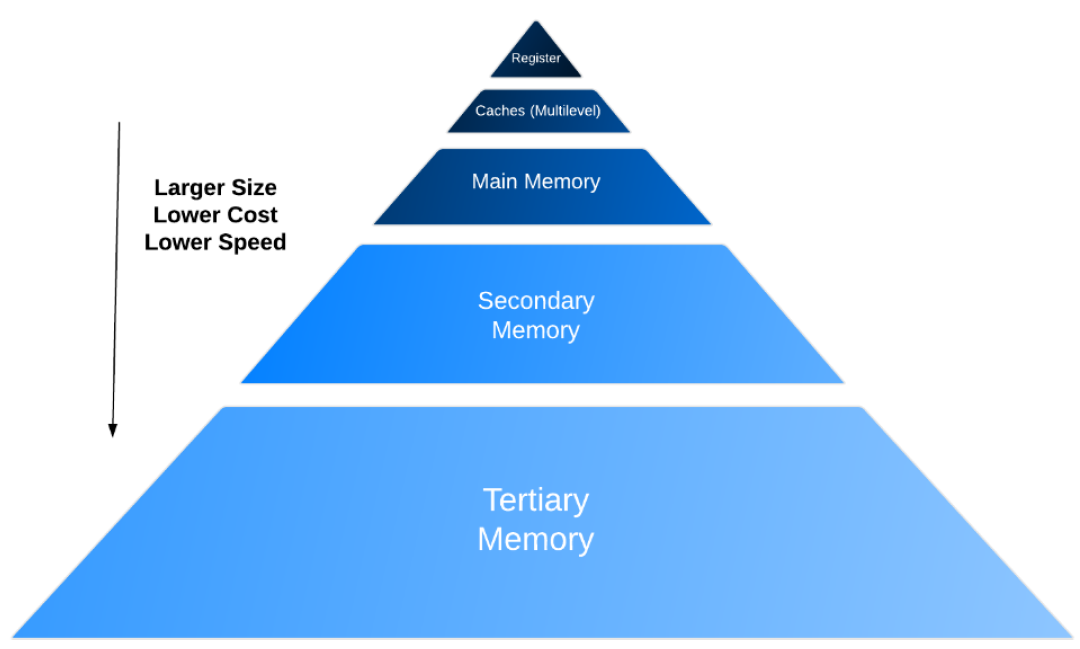 Register
Caches (Multilevel)
Main Memory
Larger Size
Lower Cost
Lower Speed
Secondary
Memory
Tertiary
Memory